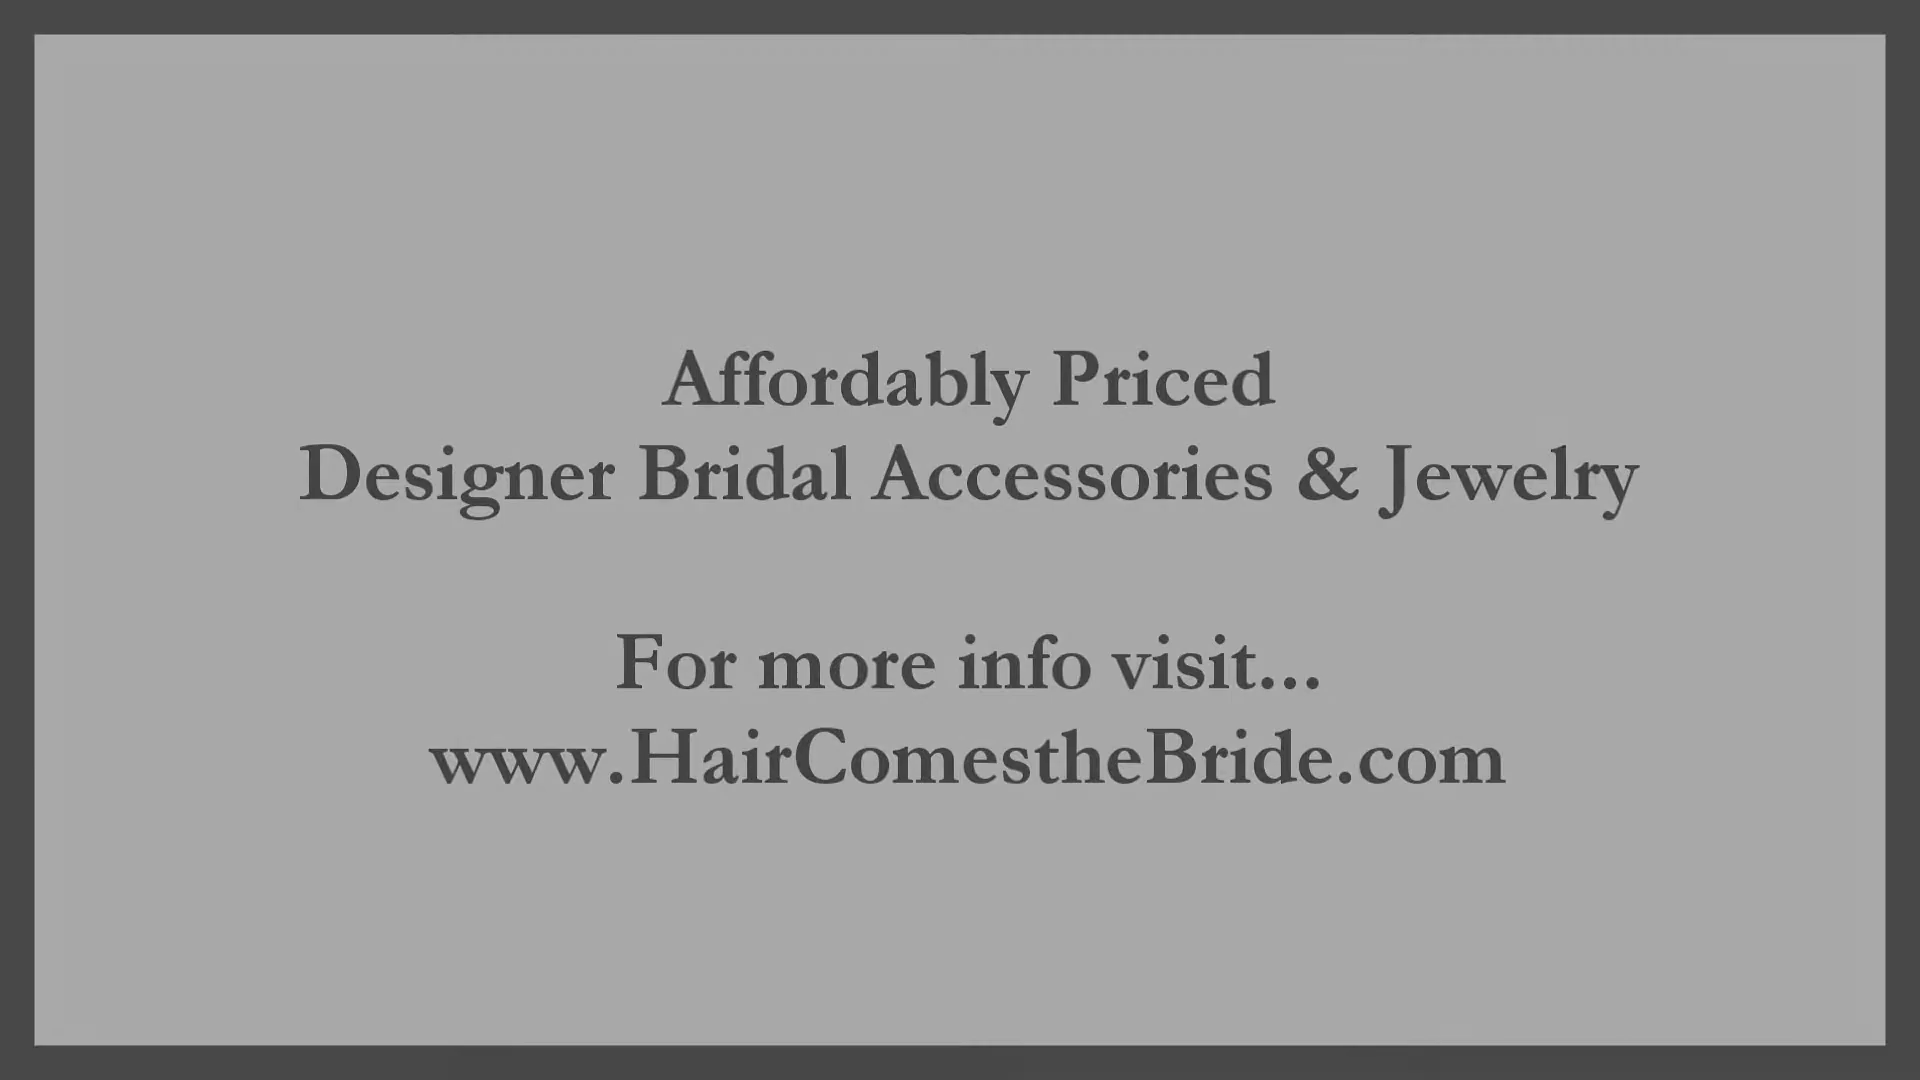 Affordably Priced
Designer Bridal Accessories & Jewelry
For more info visit...
www.HairComestheBride.com